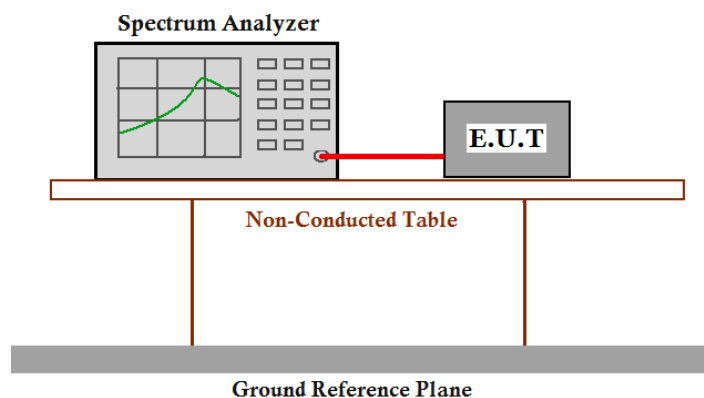 Spectrum Analyzer
E.U.T
Non-Conducted Table
Ground Reference Plane